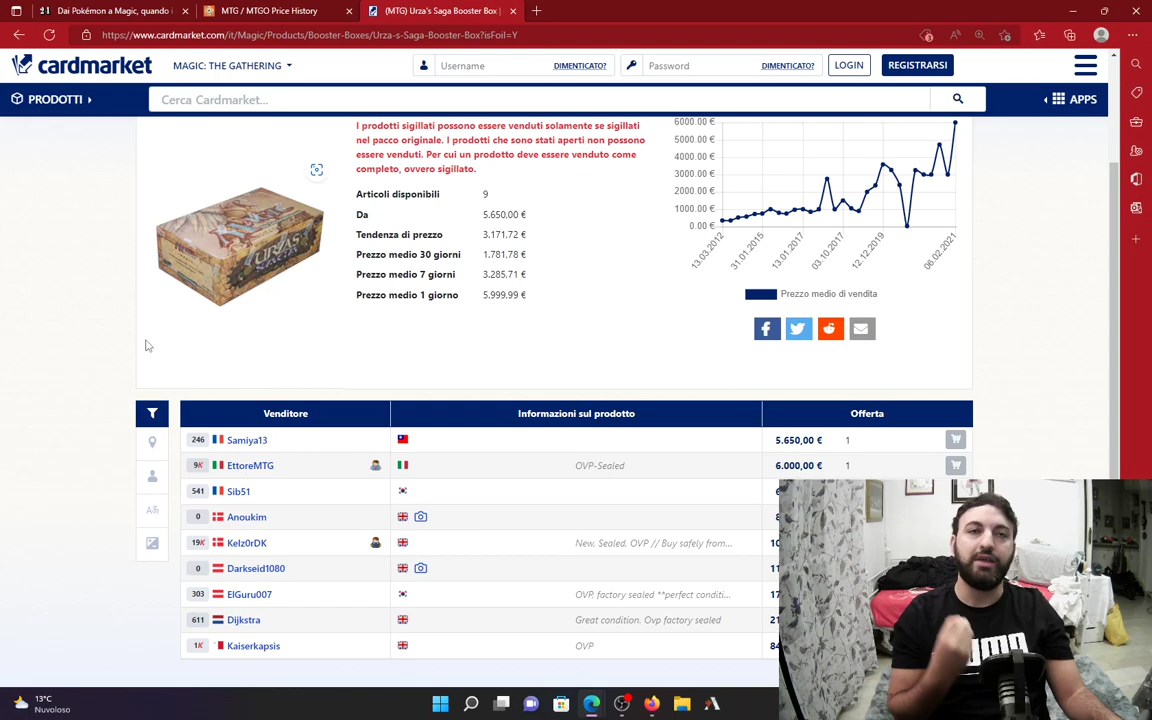 Dai Pokémon a Magic, quando i
MTG / MTGO Price History
(MTG) Urza's Saga Booster Box |
https://www.cardmarket.com/it/Magic/Products/Booster-Boxes/Urza-s-Saga-Booster-Box?isFoil=Y
cardmarket
MAGIC: THE GATHERING
Username DIMENTICATO?
Password DIMENTICATO?
LOGIN
REGISTRARSI
PRODOTTI
Cerca Cardmarket...
APPS
I prodotti sigillati possono essere venduti solamente se sigillati
nel pacco originale. I prodotti che sono stati aperti non possono
essere venduti. Per cui un prodotto deve essere venduto come
completo, ovvero sigillato.
Articoli disponibili 9
Da 5.650,00 €
Tendenza di prezzo 3.171,72 €
Prezzo medio 30 giorni 1.781,78 €
Prezzo medio 7 giorni 3.285,71 €
Prezzo medio 1 giorno 5.999,99 €
MAGIC
URZA'S SAGA
6000.00 €
5000.00 €
4000.00 €
3000.00 €
2000.00 €
1000.00 €
0.00 €
13.03.2012
31.01.2015
13.01.2017
03.10.2017
12.12.2019
06.02.2021
Prezzo medio di vendita
Venditore Informazioni sul prodotto Offerta
246 Samiya13 5.650,00 € 1
9K EttoreMTG OVP-Sealed 6.000,00 € 1
541 Sib51
0 Anoukim
19K Kelz0rDK New. Sealed. OVP // Buy safely from...
0 Darkseid1080
303 ElGuru007 OVP, factory sealed **perfect conditi...
611 Dijkstra Great condition. Ovp factory sealed
1K Kaiserkapsis OVP
13°C
Nuvoloso